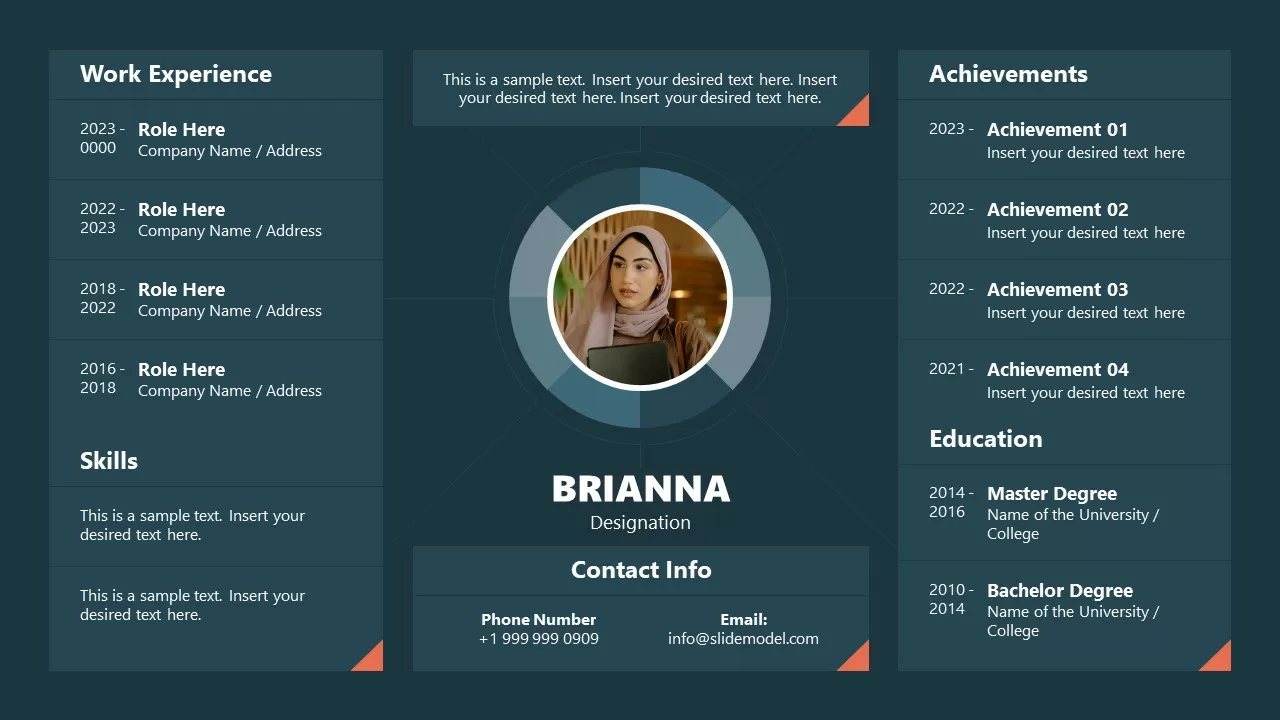 Work Experience
2023 -
0000
Role Here
Company Name / Address
2022 -
2023
Role Here
Company Name / Address
2018 -
2022
Role Here
Company Name / Address
2016 -
2018
Role Here
Company Name / Address
Skills
This is a sample text. Insert your
desired text here.
This is a sample text. Insert your
desired text here.
This is a sample text. Insert your desired text here. Insert
your desired text here. Insert your desired text here.
BRIANNA
Designation
Contact Info
Phone Number
+1 999 999 0909
Email:
info@slidemodel.com
Achievements
2023 -
Achievement 01
Insert your desired text here
2022 -
Achievement 02
Insert your desired text here
2022 -
Achievement 03
Insert your desired text here
2021 -
Achievement 04
Insert your desired text here
Education
2014 -
2016
Master Degree
Name of the University /
College
2010 -
2014
Bachelor Degree
Name of the University /
College